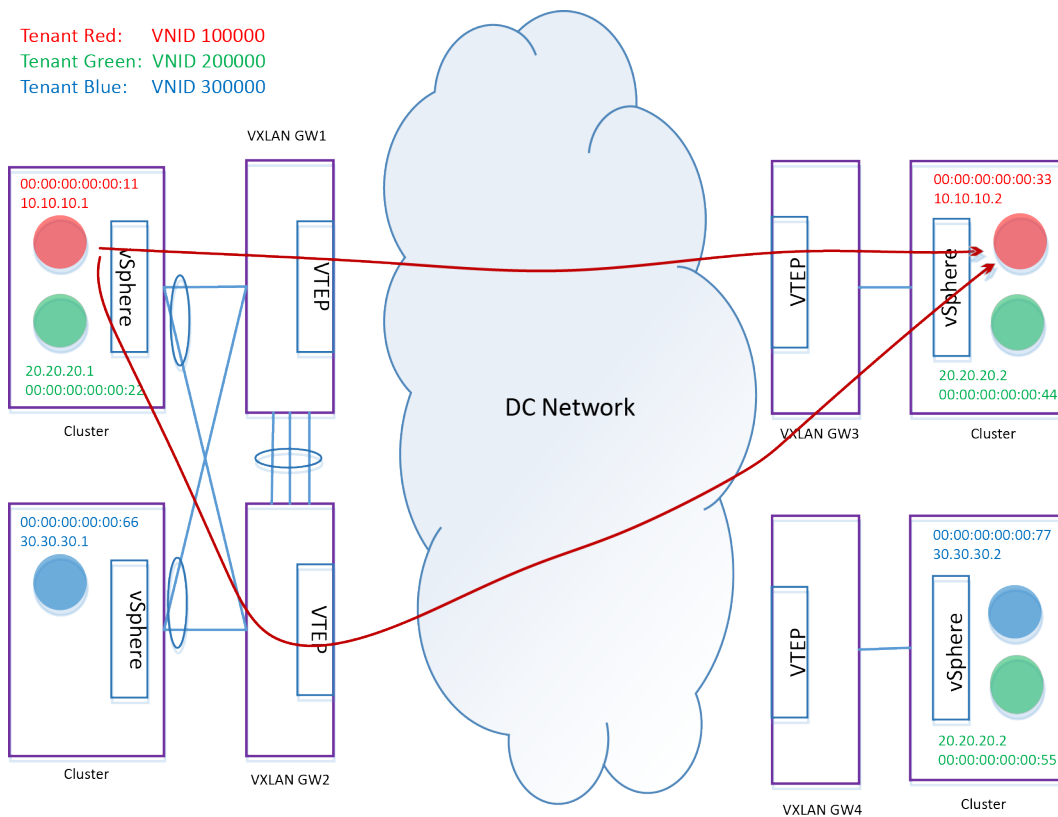 Tenant Red: VNID 100000
Tenant Green: VNID 200000
Tenant Blue: VNID 300000
VXLAN GW1
00:00:00:00:00:11
10.10.10.1
vSphere
20.20.20.1
00:00:00:00:00:22
Cluster
VTEP
00:00:00:00:00:66
30.30.30.1
vSphere
Cluster
VTEP
VXLAN GW2
DC Network
VTEP
VXLAN GW3
00:00:00:00:00:33
10.10.10.2
vSphere
20.20.20.2
00:00:00:00:00:44
Cluster
VTEP
VXLAN GW4
00:00:00:00:00:77
30.30.30.2
vSphere
20.20.20.2
00:00:00:00:00:55
Cluster